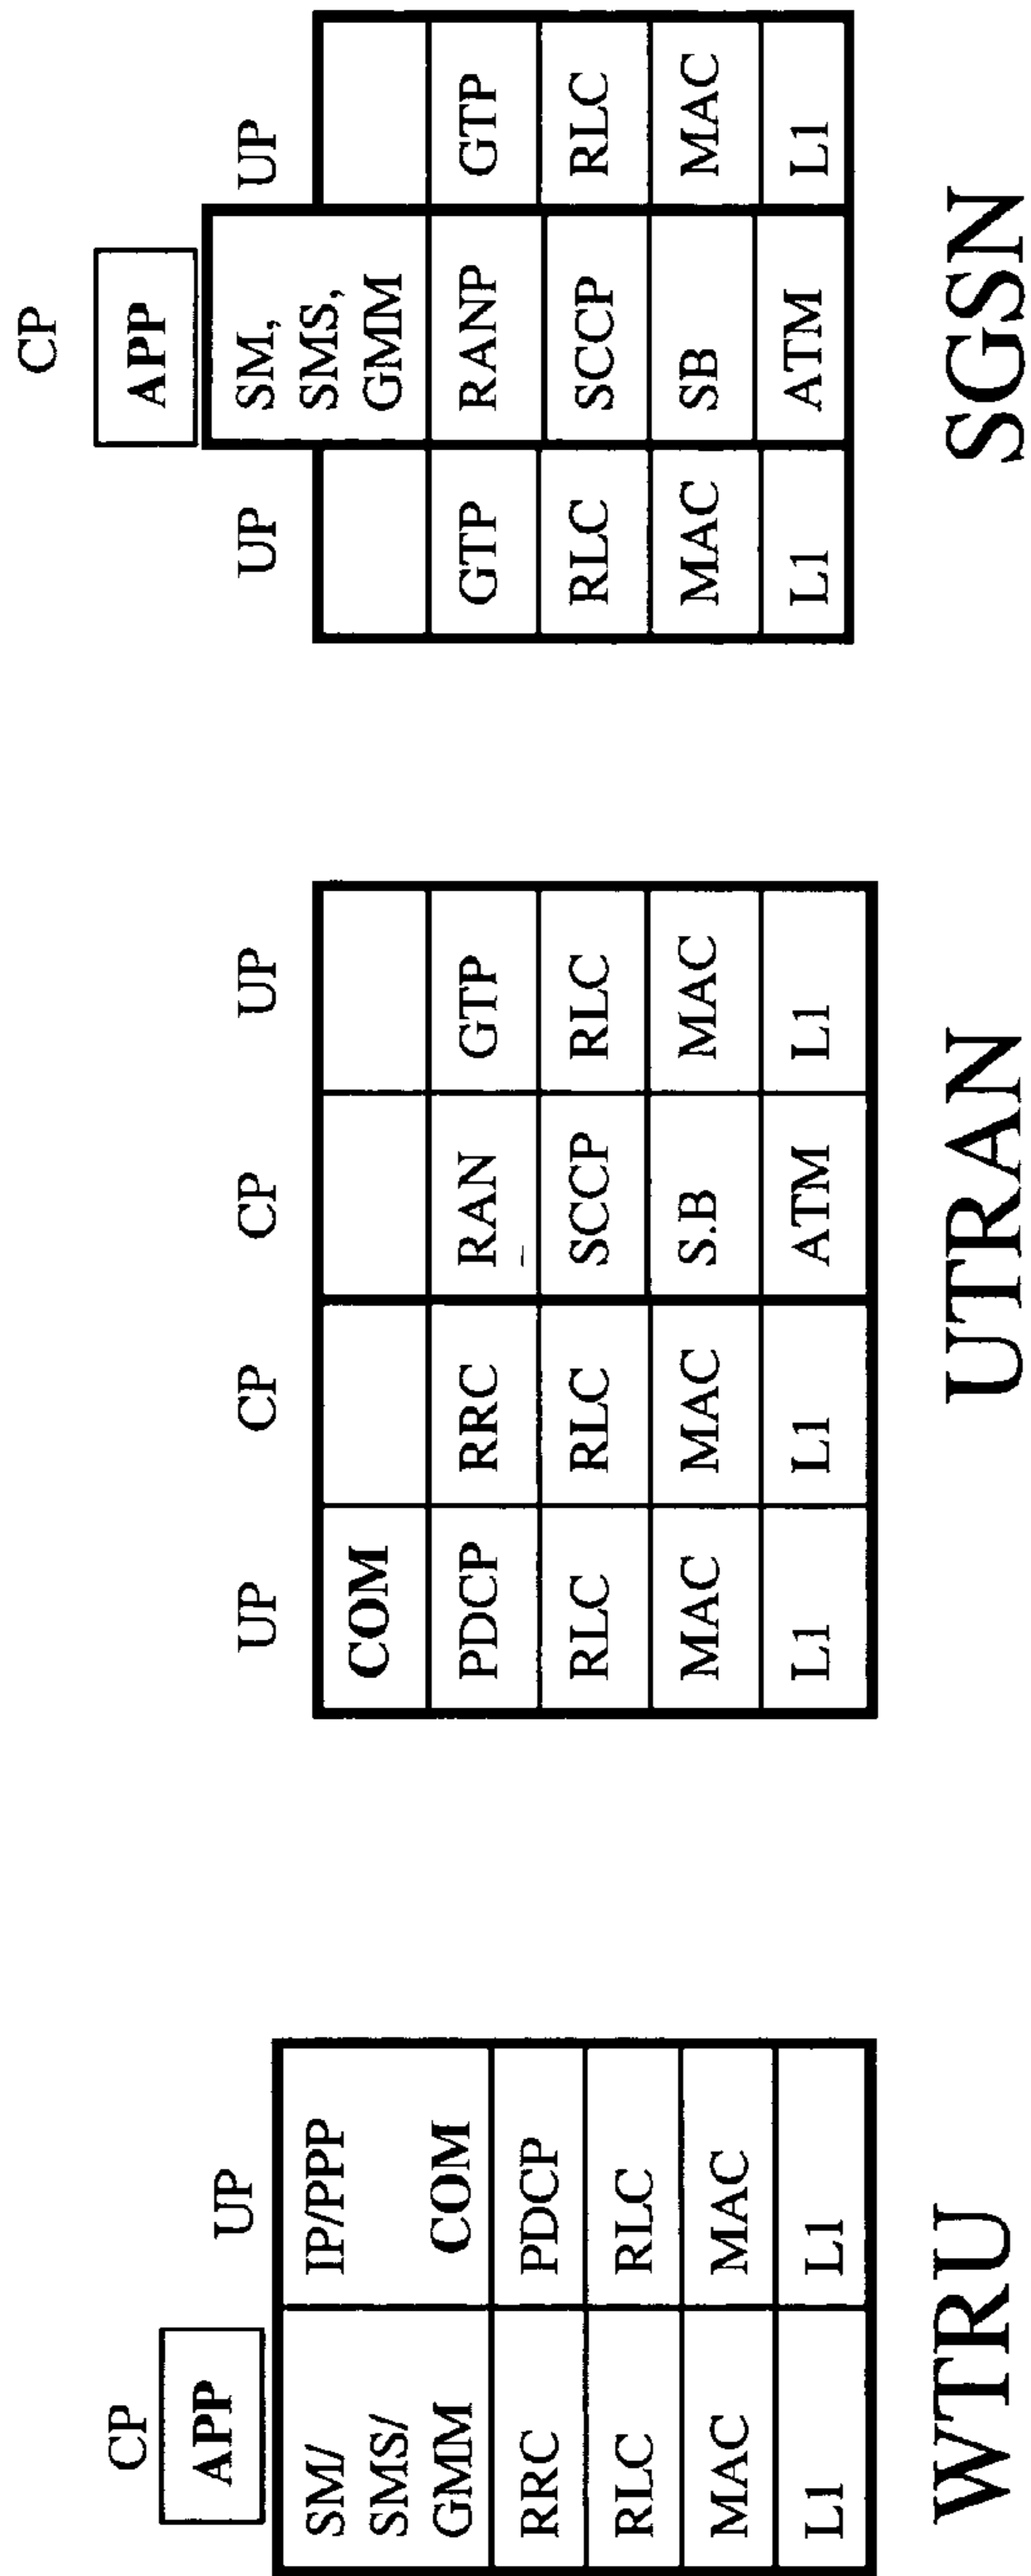 CP
UP
APP
SM/
SMS/
GMM
IP/PPP
COM
RRC
PDCP
RLC
RLC
MAC
MAC
L1
L1
WTRU
UP
CP
CP
UP
COM
PDCP
RRC
RAN
GTP
RLC
RLC
SCCP
RLC
MAC
MAC
S.B
MAC
L1
L1
ATM
L1
UTRAN
CP
UP
UP
APP
SM,
SMS,
GMM
GTP
RANP
GTP
RLC
SCCP
RLC
MAC
SB
MAC
L1
ATM
L1
SGSN